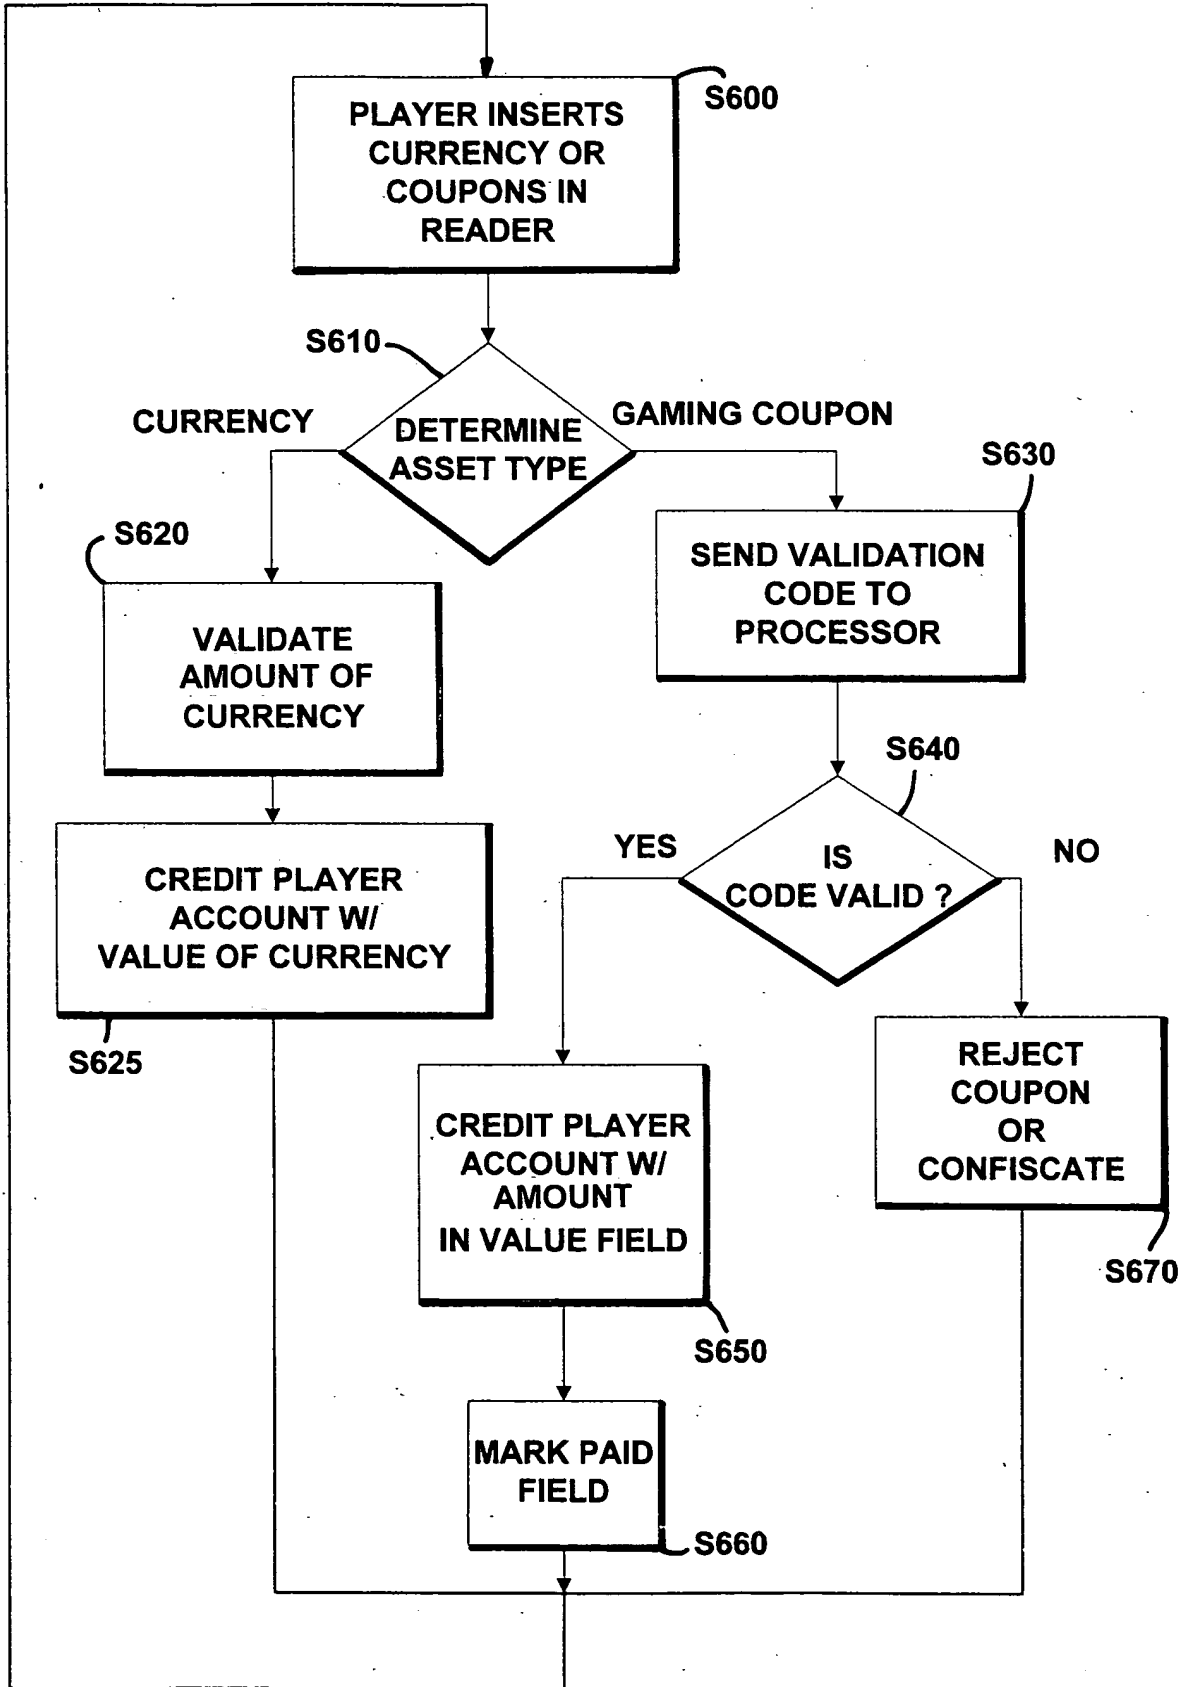 S600
PLAYER INSERTS
CURRENCY OR
COUPONS IN
READER
S610
CURRENCY
DETERMINE
ASSET TYPE
GAMING COUPON
S620
VALIDATE
AMOUNT OF
CURRENCY
S630
SEND VALIDATION
CODE TO
PROCESSOR
S640
YES
IS
CODE VALID ?
NO
CREDIT PLAYER
ACCOUNT W/
VALUE OF CURRENCY
S625
CREDIT PLAYER
ACCOUNT W/
AMOUNT
IN VALUE FIELD
S650
REJECT
COUPON
OR
CONFISCATE
S670
MARK PAID
FIELD
S660